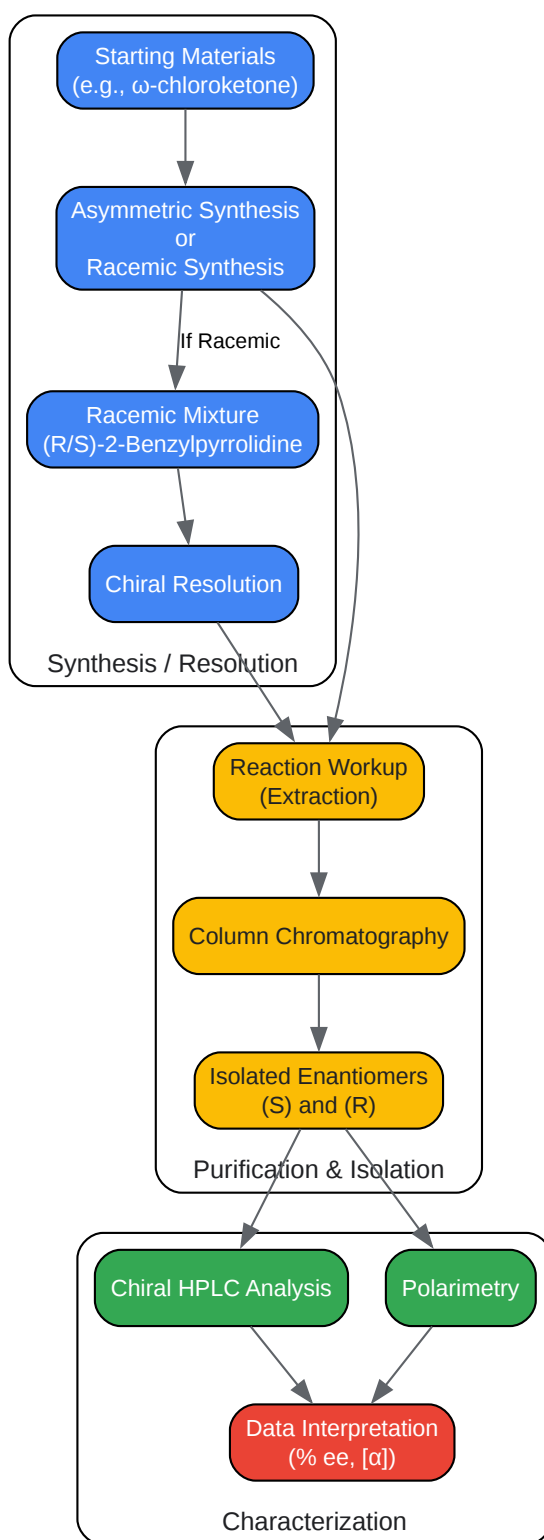 Starting Materials
(e.g., ω-chloroketone)
Asymmetric Synthesis
or
Racemic Synthesis
If Racemic
Racemic Mixture
(R/S)-2-Benzylpyrrolidine
Chiral Resolution
Synthesis / Resolution
Reaction Workup
(Extraction)
Column Chromatography
Isolated Enantiomers
(S) and (R)
Purification & Isolation
Chiral HPLC Analysis
Polarimetry
Data Interpretation
(% ee, [α])
Characterization